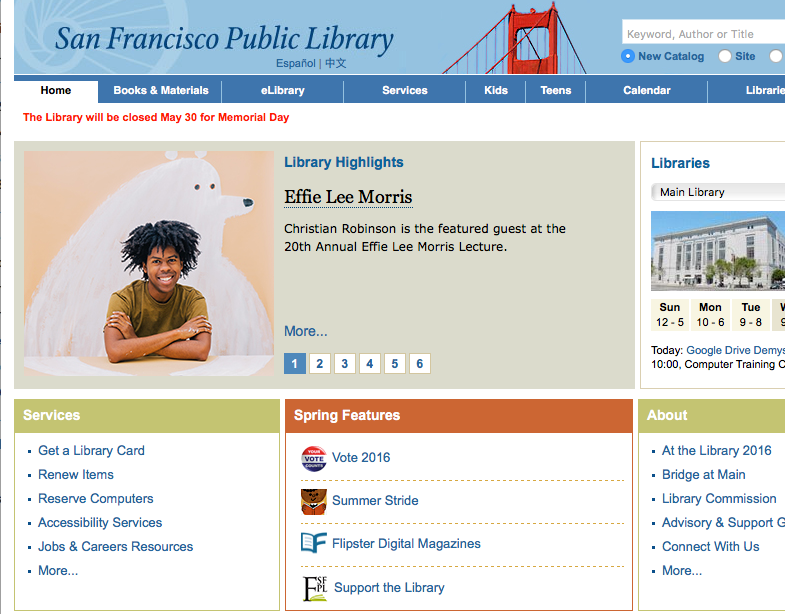 San Francisco Public Library
Español | 中文
Keyword, Author or Title
New Catalog Site
Home Books & Materials eLibrary Services Kids Teens Calendar
The Library will be closed May 30 for Memorial Day
Library Highlights
Effie Lee Morris
Christian Robinson is the featured guest at the
20th Annual Effie Lee Morris Lecture.
More...
1 2 3 4 5 6
Libraries
Main Library
Sun Mon Tue
12 - 5 10 - 6 9 - 8
Today: Google Drive
10:00, Computer Training
Services
Get a Library Card
Renew Items
Reserve Computers
Accessibility Services
Jobs & Careers Resources
More...
Spring Features
YOUR
VOTE
COUNTS
Vote 2016
Summer Stride
Flipster Digital Magazines
SF
PL
Support the Library
About
At the Library 2016
Bridge at Main
Library Commission
Advisory & Support
Connect With Us
More...